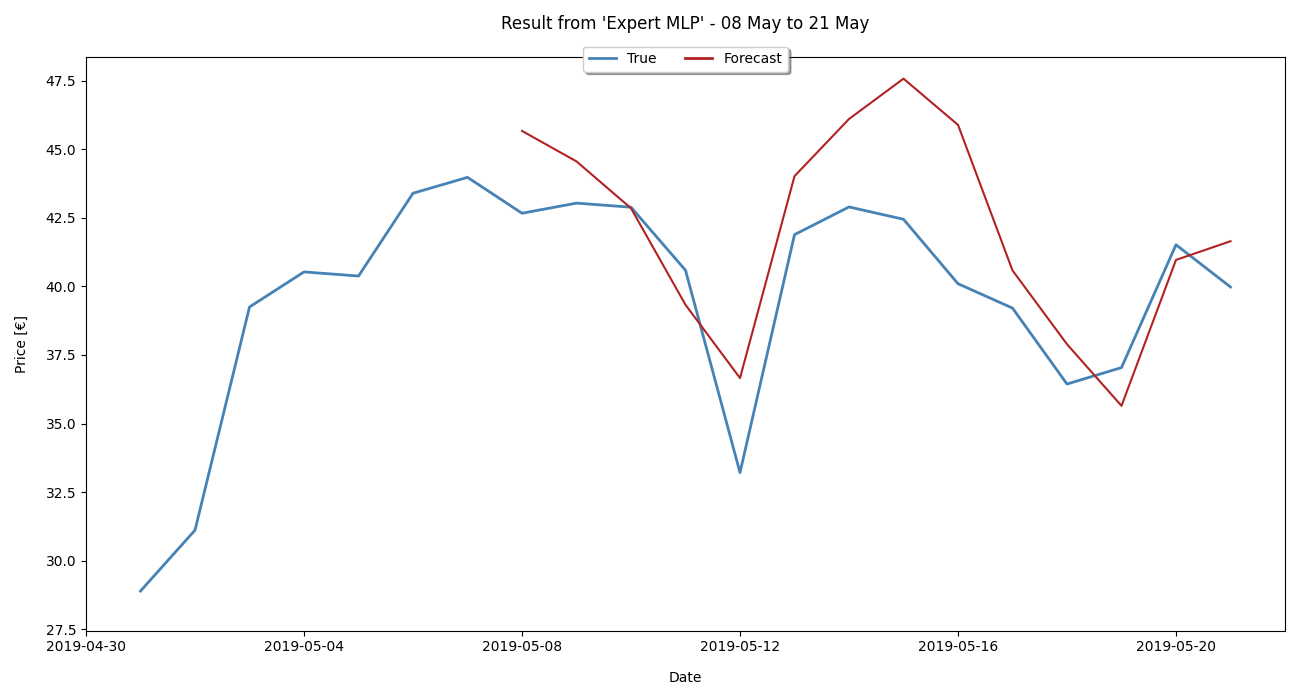 Result from 'Expert MLP' - 08 May to 21 May
True Forecast
47.5
45.0
42.5
40.0
37.5
35.0
32.5
30.0
27.5
Price [€]
2019-04-30 2019-05-04 2019-05-08 2019-05-12 2019-05-16 2019-05-20
Date